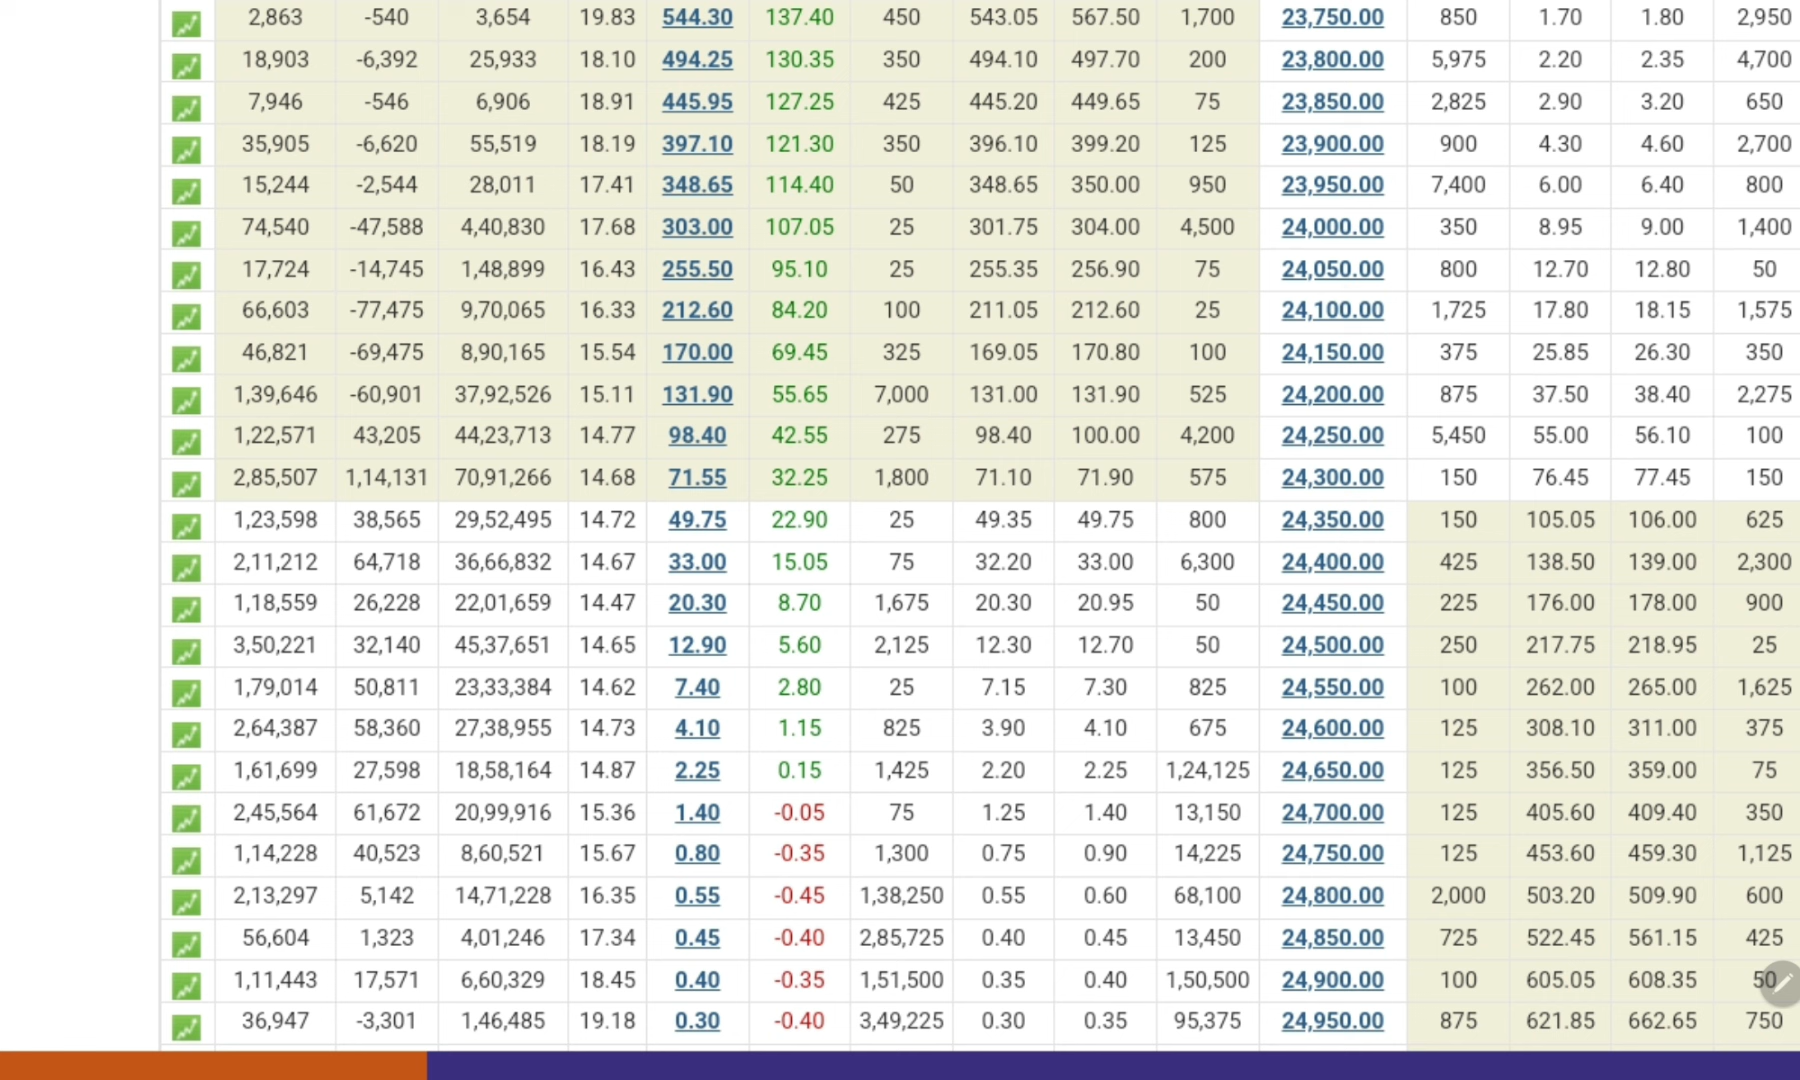 2,863 -540 3,654 19.83 544.30 137.40 450 543.05 567.50 1,700 23,750.00 850 1.70 1.80 2,950
18,903 -6,392 25,933 18.10 494.25 130.35 350 494.10 497.70 200 23,800.00 5,975 2.20 2.35 4,700
7,946 -546 6,906 18.91 445.95 127.25 425 445.20 449.65 75 23,850.00 2,825 2.90 3.20 650
35,905 -6,620 55,519 18.19 397.10 121.30 350 396.10 399.20 125 23,900.00 900 4.30 4.60 2,700
15,244 -2,544 28,011 17.41 348.65 114.40 50 348.65 350.00 950 23,950.00 7,400 6.00 6.40 800
74,540 -47,588 4,40,830 17.68 303.00 107.05 25 301.75 304.00 4,500 24,000.00 350 8.95 9.00 1,400
17,724 -14,745 1,48,899 16.43 255.50 95.10 25 255.35 256.90 75 24,050.00 800 12.70 12.80 50
66,603 -77,475 9,70,065 16.33 212.60 84.20 100 211.05 212.60 25 24,100.00 1,725 17.80 18.15 1,575
46,821 -69,475 8,90,165 15.54 170.00 69.45 325 169.05 170.80 100 24,150.00 375 25.85 26.30 350
1,39,646 -60,901 37,92,526 15.11 131.90 55.65 7,000 131.00 131.90 525 24,200.00 875 37.50 38.40 2,275
1,22,571 43,205 44,23,713 14.77 98.40 42.55 275 98.40 100.00 4,200 24,250.00 5,450 55.00 56.10 100
2,85,507 1,14,131 70,91,266 14.68 71.55 32.25 1,800 71.10 71.90 575 24,300.00 150 76.45 77.45 150
1,23,598 38,565 29,52,495 14.72 49.75 22.90 25 49.35 49.75 800 24,350.00 150 105.05 106.00 625
2,11,212 64,718 36,66,832 14.67 33.00 15.05 75 32.20 33.00 6,300 24,400.00 425 138.50 139.00 2,300
1,18,559 26,228 22,01,659 14.47 20.30 8.70 1,675 20.30 20.95 50 24,450.00 225 176.00 178.00 900
3,50,221 32,140 45,37,651 14.65 12.90 5.60 2,125 12.30 12.70 50 24,500.00 250 217.75 218.95 25
1,79,014 50,811 23,33,384 14.62 7.40 2.80 25 7.15 7.30 825 24,550.00 100 262.00 265.00 1,625
2,64,387 58,360 27,38,955 14.73 4.10 1.15 825 3.90 4.10 675 24,600.00 125 308.10 311.00 375
1,61,699 27,598 18,58,164 14.87 2.25 0.15 1,425 2.20 2.25 1,24,125 24,650.00 125 356.50 359.00 75
2,45,564 61,672 20,99,916 15.36 1.40 -0.05 75 1.25 1.40 13,150 24,700.00 125 405.60 409.40 350
1,14,228 40,523 8,60,521 15.67 0.80 -0.35 1,300 0.75 0.90 14,225 24,750.00 125 453.60 459.30 1,125
2,13,297 5,142 14,71,228 16.35 0.55 -0.45 1,38,250 0.55 0.60 68,100 24,800.00 2,000 503.20 509.90 600
56,604 1,323 4,01,246 17.34 0.45 -0.40 2,85,725 0.40 0.45 13,450 24,850.00 725 522.45 561.15 425
1,11,443 17,571 6,60,329 18.45 0.40 -0.35 1,51,500 0.35 0.40 1,50,500 24,900.00 100 605.05 608.35 50
36,947 -3,301 1,46,485 19.18 0.30 -0.40 3,49,225 0.30 0.35 95,375 24,950.00 875 621.85 662.65 750